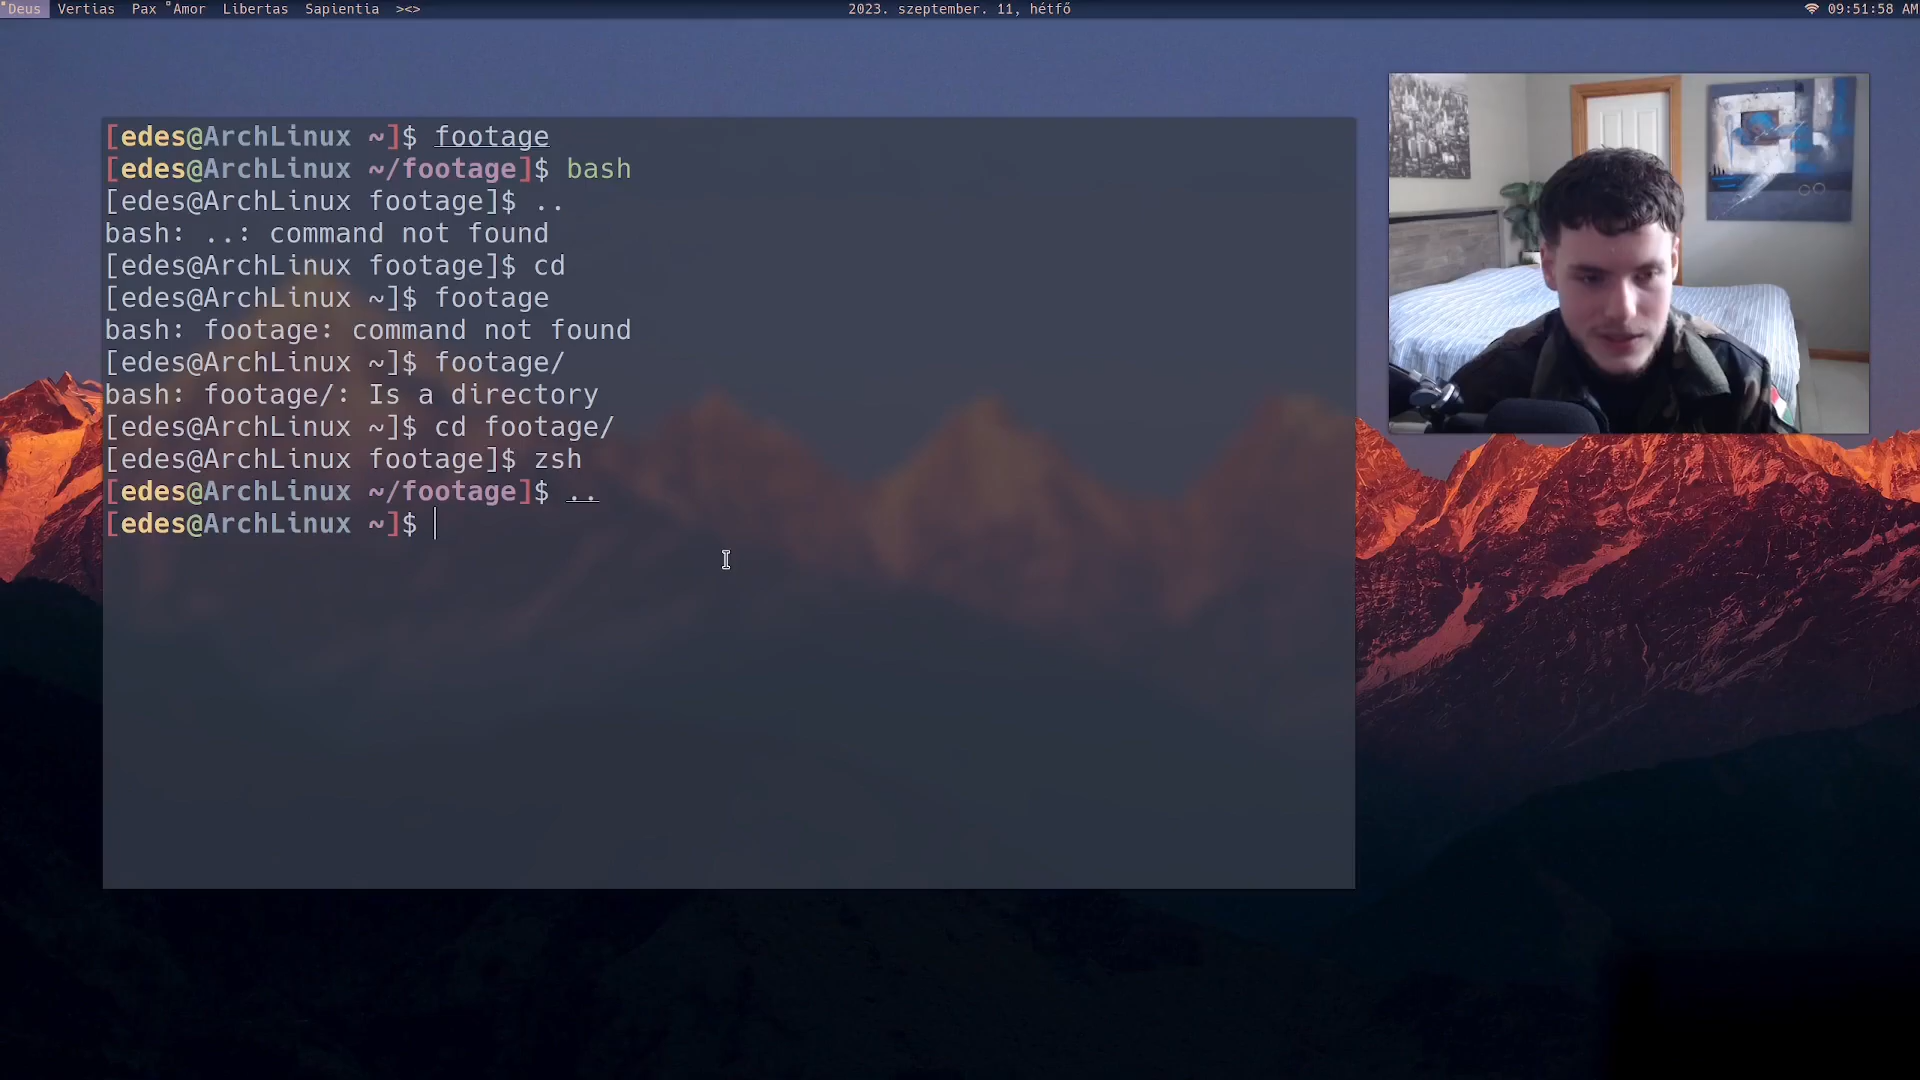 Deus Vertias Pax Amor Libertas Sapientia ><> 2023. szeptember. 11, hétfő 09:51:58 AM
[edes@ArchLinux ~]$ footage
[edes@ArchLinux ~/footage]$ bash
[edes@ArchLinux footage]$ ..
bash: ..: command not found
[edes@ArchLinux footage]$ cd
[edes@ArchLinux ~]$ footage
bash: footage: command not found
[edes@ArchLinux ~]$ footage/
bash: footage/: Is a directory
[edes@ArchLinux ~]$ cd footage/
[edes@ArchLinux footage]$ zsh
[edes@ArchLinux ~/footage]$ ..
[edes@ArchLinux ~]$